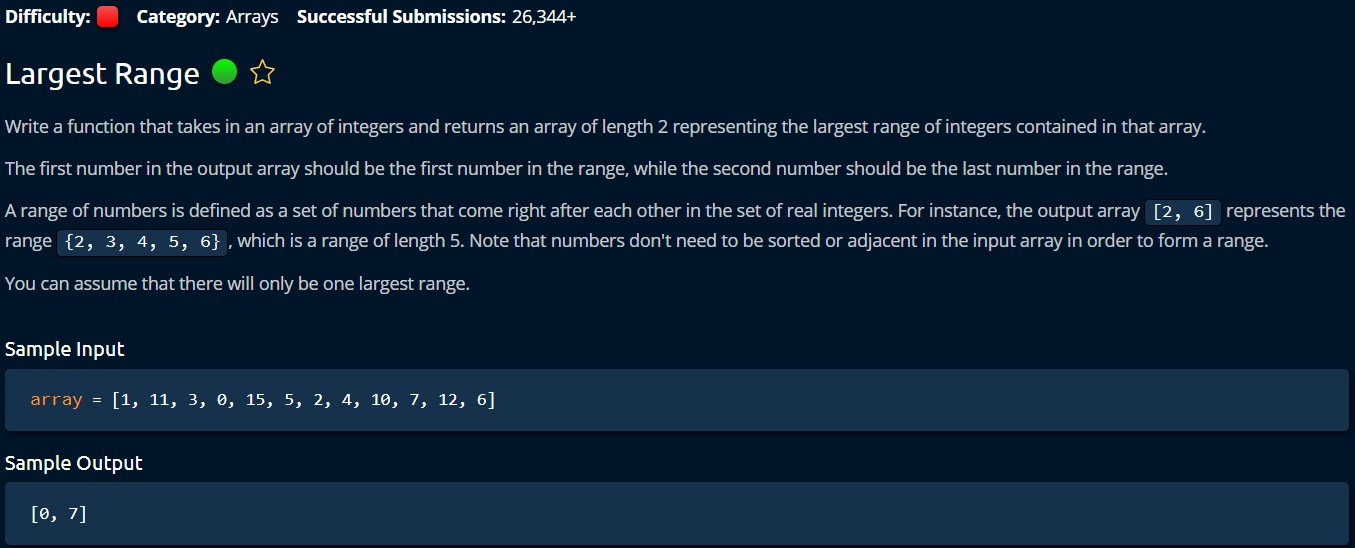 Difficulty: Category: Arrays Successful Submissions: 26,344+
Largest Range
Write a function that takes in an array of integers and returns an array of length 2 representing the largest range of integers contained in that array.
The first number in the output array should be the first number in the range, while the second number should be the last number in the range.
A range of numbers is defined as a set of numbers that come right after each other in the set of real integers. For instance, the output array [2, 6] represents the
range {2, 3, 4, 5, 6}, which is a range of length 5. Note that numbers don't need to be sorted or adjacent in the input array in order to form a range.
You can assume that there will only be one largest range.
Sample Input
array = [1, 11, 3, 0, 15, 5, 2, 4, 10, 7, 12, 6]
Sample Output
[0, 7]